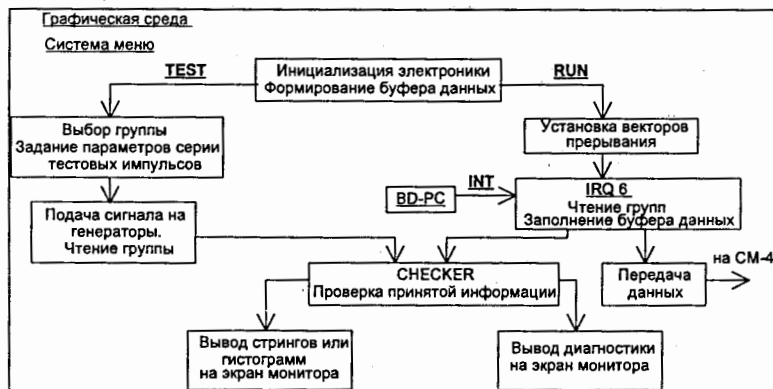 Графическая среда
Система меню
TEST
Инициализация электроники
Формирование буфера данных
RUN
Выбор группы
Задание параметров серии
тестовых импульсов
Установка векторов
прерывания
BD-PC
INT
IRQ 6
Чтение групп
Заполнение буфера данных
Подача сигнала на
генераторы.
Чтение группы
CHECKER
Проверка принятой информации
Передача
данных
на СМ-4
Вывод стрингов или
гистограмм
на экран монитора
Вывод диагностики
на экран монитора